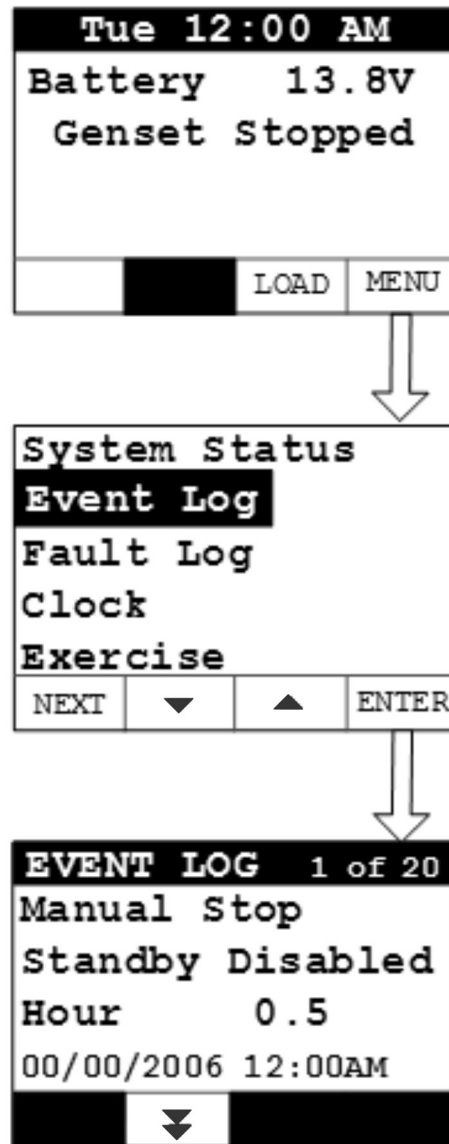 Tue 12:00 AM
Battery 13.8V
Genset Stopped
LOAD MENU
System Status
Event Log
Fault Log
Clock
Exercise
NEXT ▼ ▲ ENTER
EVENT LOG 1 of 20
Manual Stop
Standby Disabled
Hour 0.5
00/00/2006 12:00AM